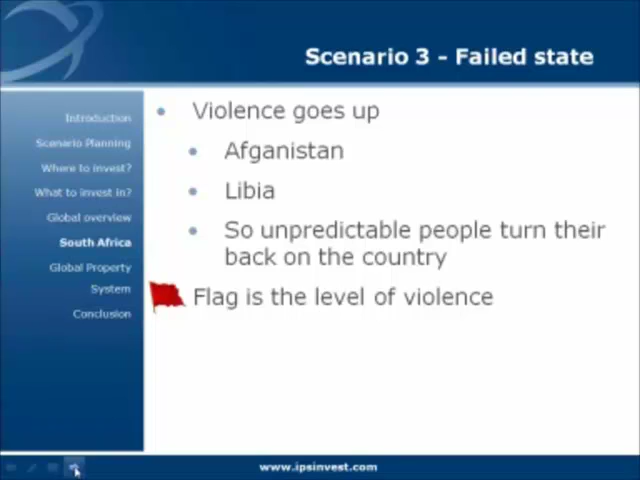 Scenario 3 - Failed state
Introduction
Scenario Planning
Where to invest?
What to invest in?
Global overview
South Africa
Global Property
System
Conclusion
Violence goes up
Afganistan
Libia
So unpredictable people turn their
back on the country
Flag is the level of violence
www.ipsinvest.com